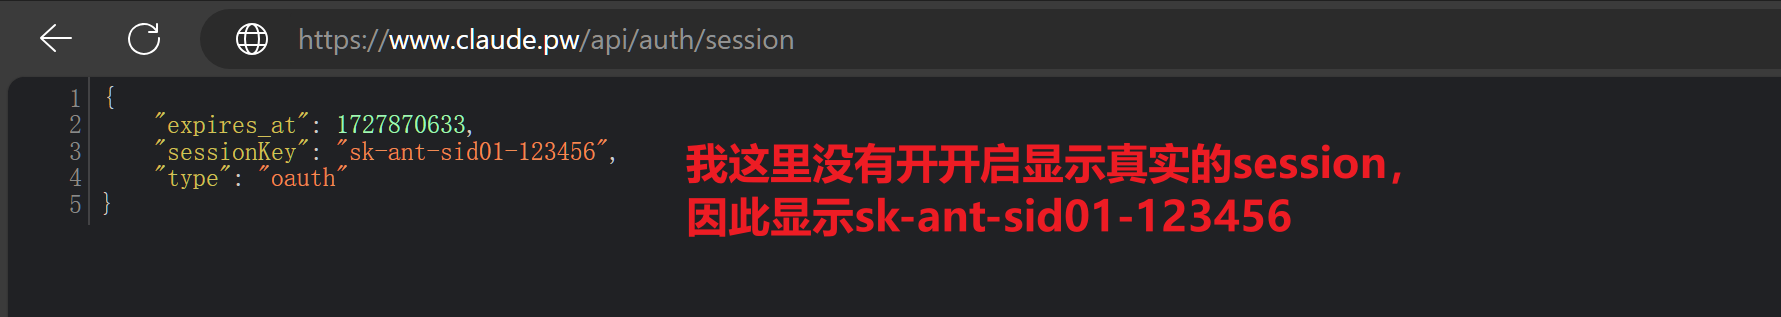 https://www.claude.pw/api/auth/session
1 {
2 "expires_at": 1727870633,
3 "sessionKey": "sk-ant-sid01-123456",
4 "type": "oauth"
5 }
我这里没有开开启显示真实的session，
因此显示sk-ant-sid01-123456